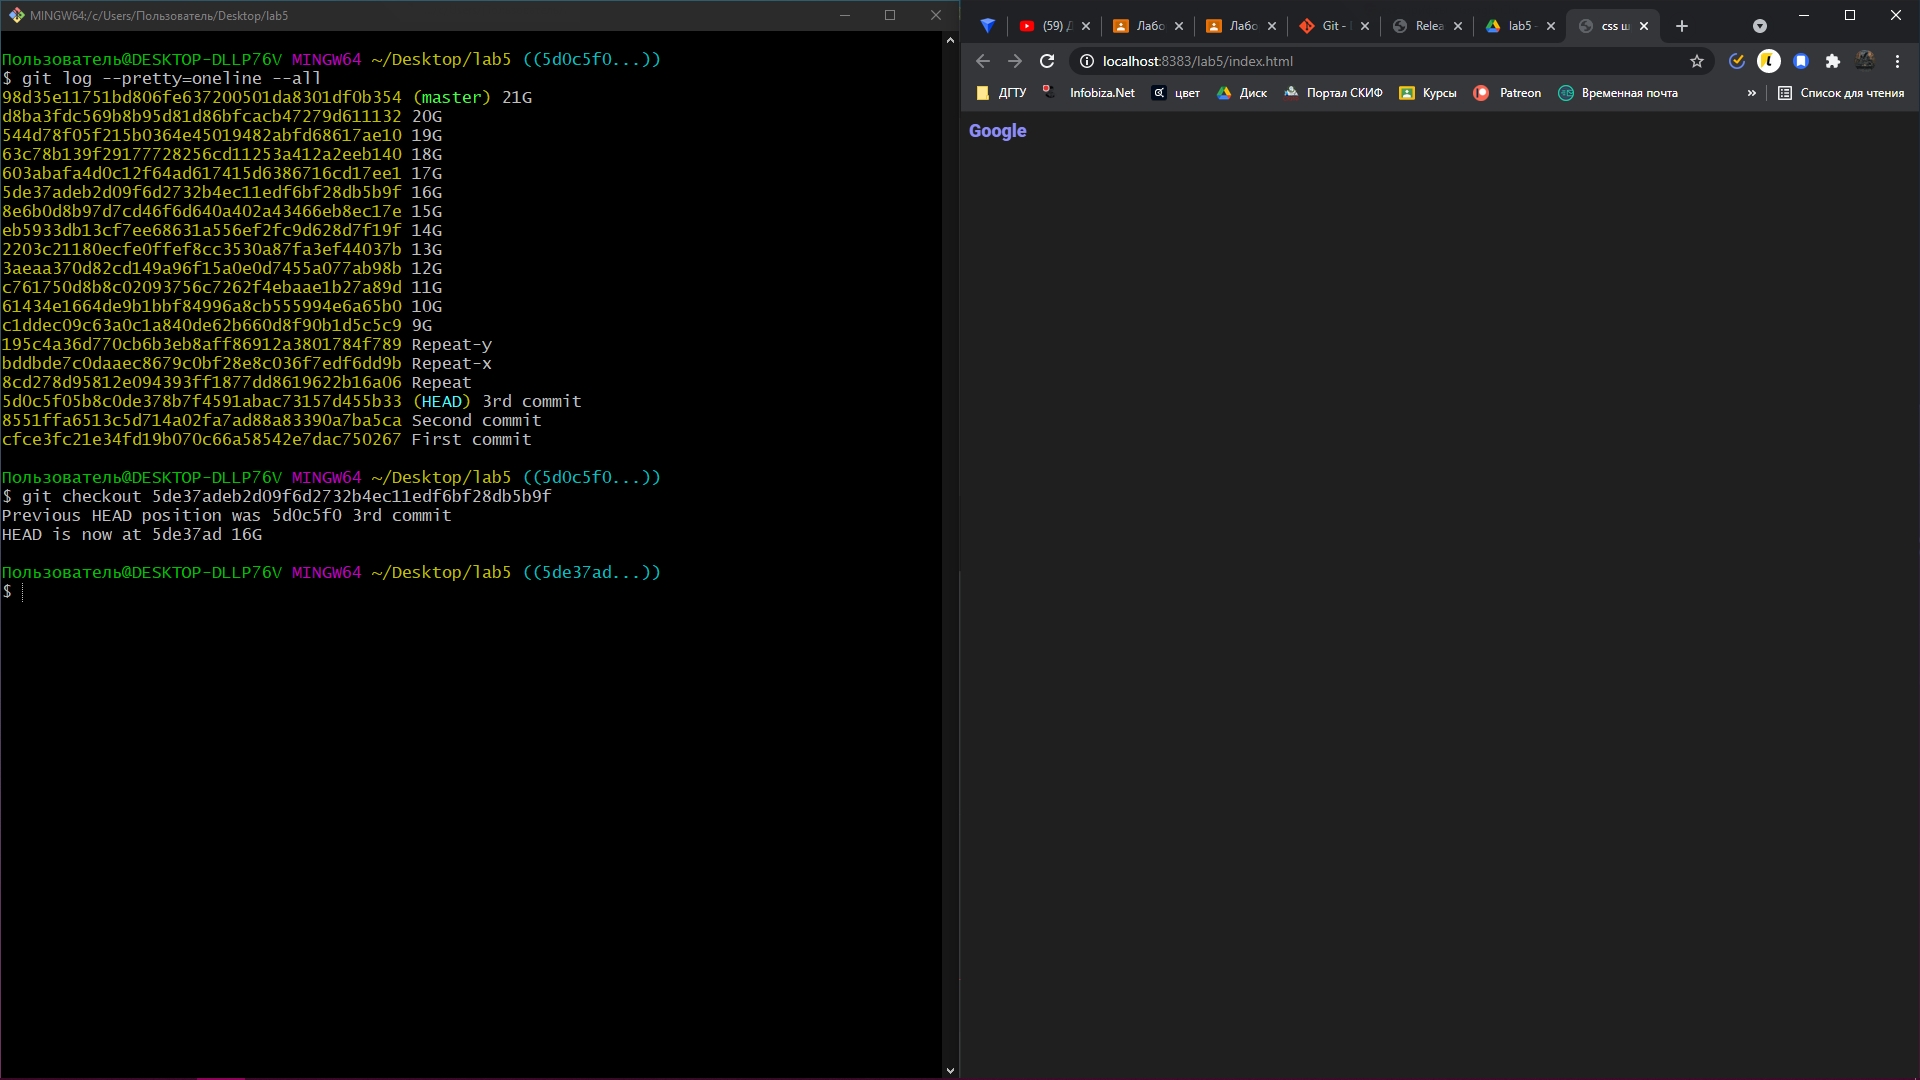 MINGW64:/c/Users/Пользователь/Desktop/lab5
Пользователь@DESKTOP-DLLP76V MINGW64 ~/Desktop/lab5 ((5d0c5f0...))
$ git log --pretty=oneline --all
98d35e11751bd806fe637200501da8301df0b354 (master) 21G
d8ba3fdc569b8b95d81d86bfcacb47279d611132 20G
544d78f05f215b0364e45019482abfd68617ae10 19G
63c78b139f29177728256cd11253a412a2eeb140 18G
603abafa4d0c12f64ad617415d6386716cd17ee1 17G
5de37adeb2d09f6d2732b4ec11edf6bf28db5b9f 16G
8e6b0d8b97d7cd46f6d640a402a43466eb8ec17e 15G
eb5933db13cf7ee68631a556ef2fc9d628d7f19f 14G
2203c21180ecfe0ffef8cc3530a87fa3ef44037b 13G
3aeaa370d82cd149a96f15a0e0d7455a077ab98b 12G
c761750d8b8c02093756c7262f4ebaae1b27a89d 11G
61434e1664de9b1bbf84996a8cb555994e6a65b0 10G
c1ddec09c63a0c1a840de62b660d8f90b1d5c5c9 9G
195c4a36d770cb6b3eb8aff86912a3801784f789 Repeat-y
bddbde7c0daaec8679c0bf28e8c036f7edf6dd9b Repeat-x
8cd278d95812e094393ff1877dd8619622b16a06 Repeat
5d0c5f05b8c0de378b7f4591abac73157d455b33 (HEAD) 3rd commit
8551ffa6513c5d714a02fa7ad88a83390a7ba5ca Second commit
cfce3fc21e34fd19b070c66a58542e7dac750267 First commit
Пользователь@DESKTOP-DLLP76V MINGW64 ~/Desktop/lab5 ((5d0c5f0...))
$ git checkout 5de37adeb2d09f6d2732b4ec11edf6bf28db5b9f
Previous HEAD position was 5d0c5f0 3rd commit
HEAD is now at 5de37ad 16G
Пользователь@DESKTOP-DLLP76V MINGW64 ~/Desktop/lab5 ((5de37ad...))
$
(59) Лабо Лабо Git - Relea lab5 - css ш
localhost:8383/lab5/index.html
ДГТУ Infobiza.Net цвет Диск Портал СКИФ Курсы Patreon Временная почта » Список для чтения
Google